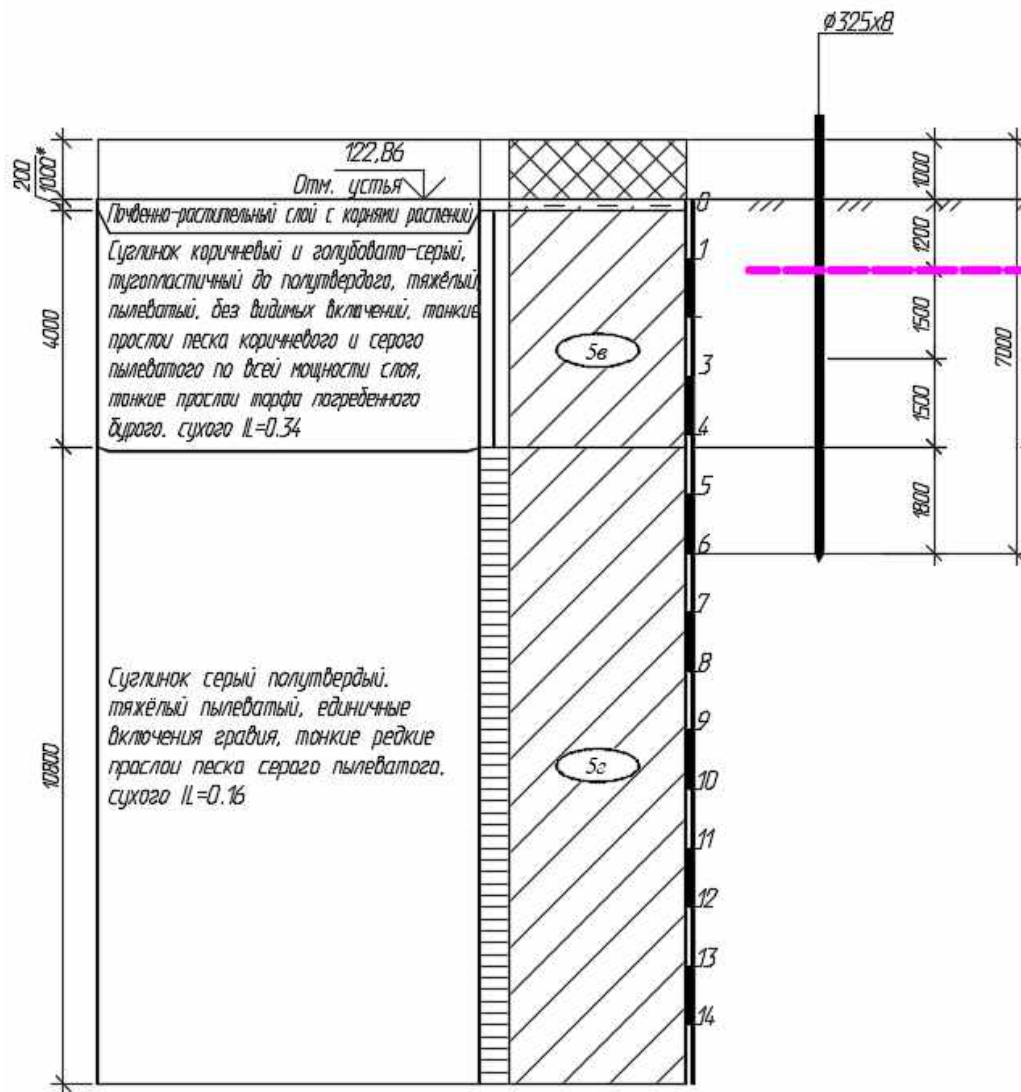 Ø325x8
200
1000*
122,86
Отм. устья
1000
0
Почвенно-растительный слой с корнями растений
1200
Суглинок коричневый и голубовато-серый,
тугопластичный до полутвердого, тяжёлый
пылеватый, без видимых включений, тонкие
прослои песка коричневого и серого
пылеватого по всей мощности слоя,
тонкие прослои торфа погребенного
бурого. сухого IL=0.34
4000
5в
1
3
4
1500
1500
7000
1800
5
6
7
8
9
10
11
12
13
14
Суглинок серый полутвердый.
тяжёлый пылеватый, единичные
включения гравия, тонкие редкие
прослои песка серого пылеватого.
сухого IL=0.16
10800
5г